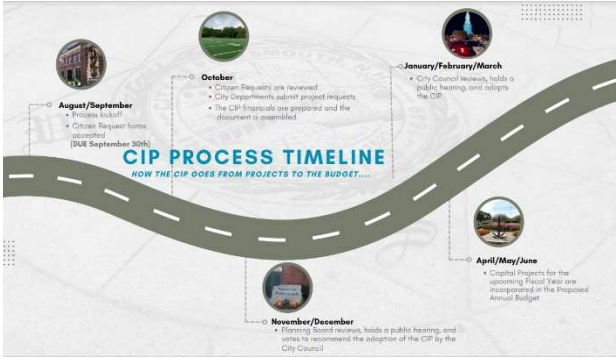 August/September
• Process kickoff
• Citizen Request forms
accepted
(DUE September 30th)
October
• Citizen Requests are reviewed
• City Departments submit project requests
• The CIP financials are prepared and the
document is assembled
January/February/March
• City Council reviews, holds a
public hearing, and adopts
the CIP
CIP PROCESS TIMELINE
HOW THE CIP GOES FROM PROJECTS TO THE BUDGET....
April/May/June
• Capital Projects for the
upcoming Fiscal Year are
incorporated in the Proposed
Annual Budget
November/December
• Planning Board reviews, holds a public hearing, and
votes to recommend the adoption of the CIP by the
City Council